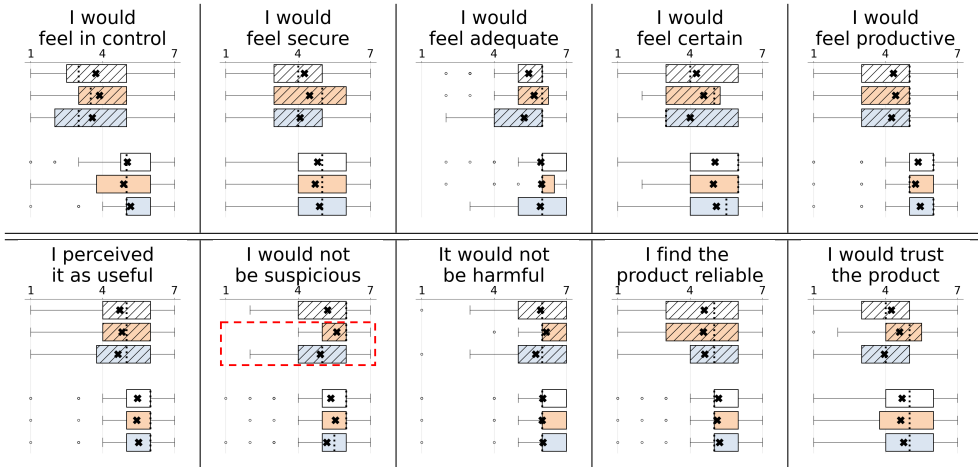 I would
feel in control
1 4 7
I would
feel secure
1 4 7
I would
feel adequate
1 4 7
I would
feel certain
1 4 7
I would
feel productive
1 4 7
I perceived
it as useful
1 4 7
I would not
be suspicious
1 4 7
It would not
be harmful
1 4 7
I find the
product reliable
1 4 7
I would trust
the product
1 4 7